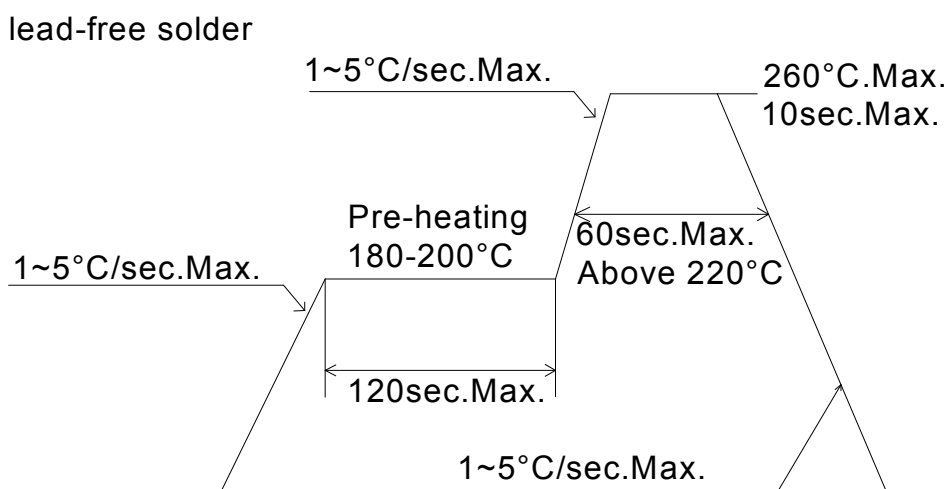 lead-free solder
1~5°C/sec.Max.
260°C.Max.
10sec.Max.
Pre-heating
180-200°C
60sec.Max.
Above 220°C
1~5°C/sec.Max.
120sec.Max.
1~5°C/sec.Max.